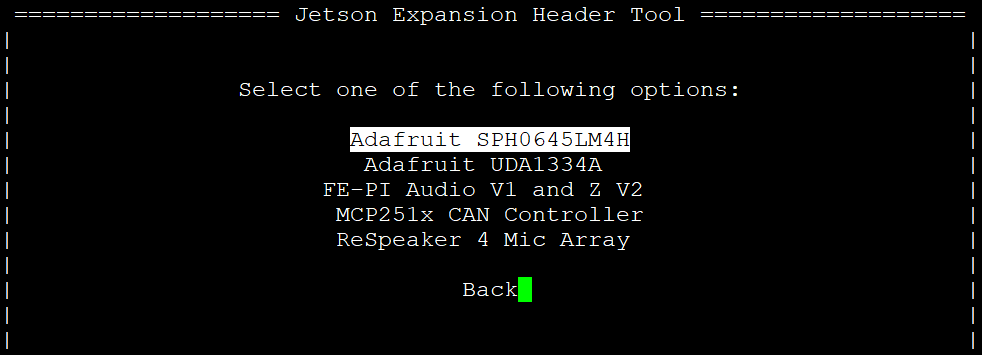 =================== Jetson Expansion Header Tool ===================
Select one of the following options:
Adafruit SPH0645LM4H
Adafruit UDA1334A
FE-PI Audio V1 and Z V2
MCP251x CAN Controller
ReSpeaker 4 Mic Array
Back